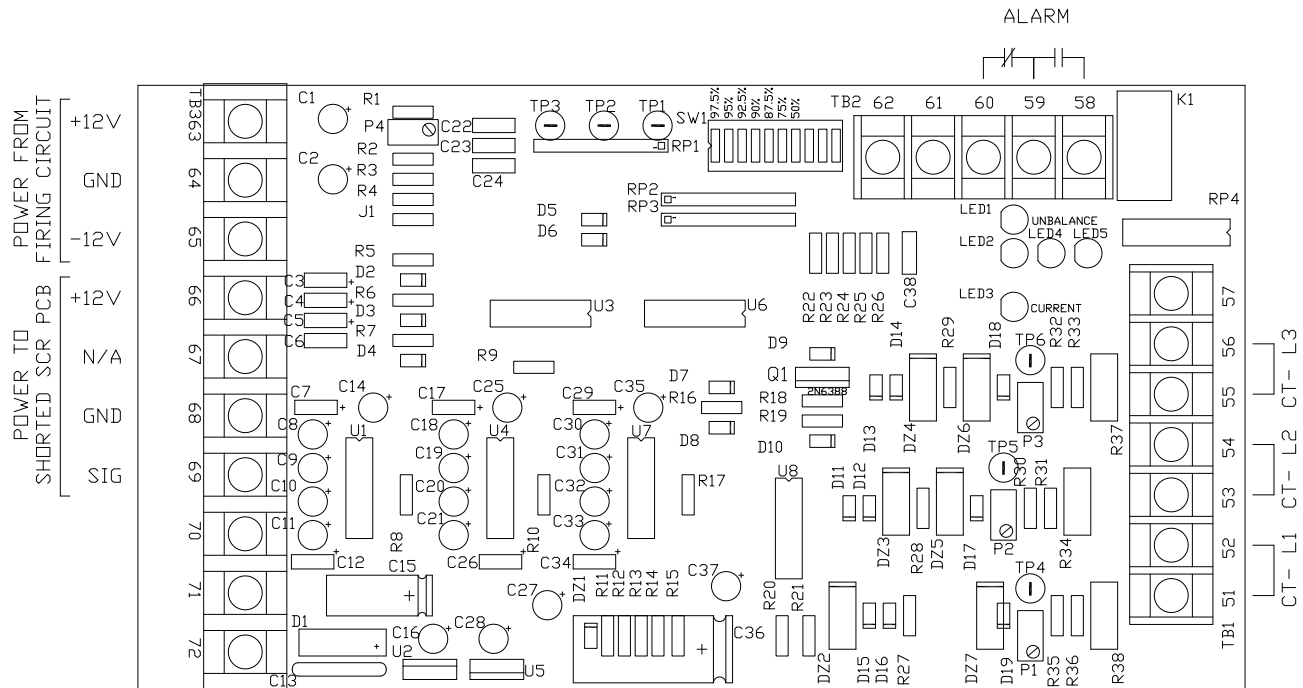 ALARM
POWER FROM
FIRING CIRCUIT
+12V
GND
-12V
POWER TO
SHORTED SCR PCB
+12V
N/A
GND
SIG
TB3
63
64
65
66
67
68
69
70
71
72
C1
C2
R1
P4
R2
R3
R4
J1
R5
D2
R6
D3
R7
D4
C3
C4
C5
C6
C22
C23
C24
TP3
TP2
TP1
RP1
SW1
97.5%
95%
92.5%
90%
87.5%
75%
50%
TB2
62
61
60
59
58
K1
RP2
RP3
RP4
D5
D6
LED1
UNBALANCE
LED2
LED4
LED5
LED3
CURRENT
R22
R23
R24
R25
R26
C38
U3
U6
R9
D7
R16
D8
D9
Q1
2N6388
R18
R19
D10
D14
R29
D18
TP6
R32
R33
D13
DZ4
DZ6
P3
R37
C7
C14
C8
U1
C9
C10
C11
C12
R8
C17
C25
C18
U4
C19
C20
C21
C26
R10
C29
C35
C30
U7
C31
C32
C33
C34
R17
U8
D11
D12
DZ3
R28
DZ5
D17
TP5
R30
R31
P2
R34
C15
D1
C16
U2
C13
C27
C28
U5
DZ1
R11
R12
R13
R14
R15
C37
C36
R20
R21
DZ2
D15
D16
R27
DZ7
D19
TP4
P1
R35
R36
R38
57
56
55
54
53
52
51
TB1
CT- L3
CT- L2
CT- L1